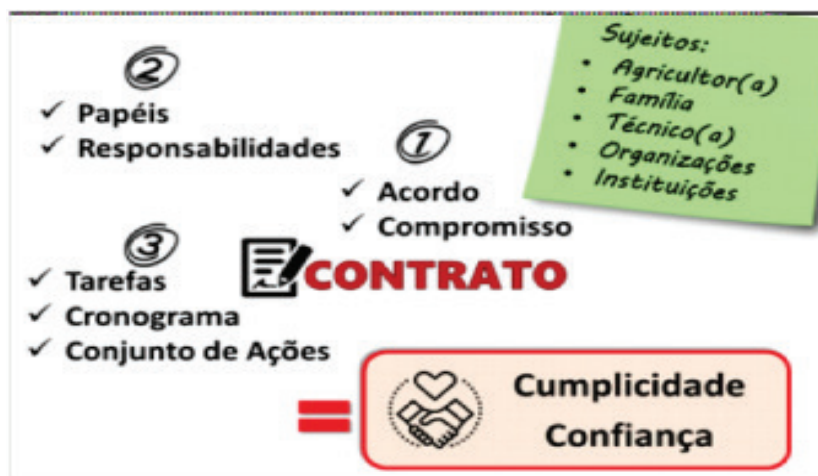 Sujeitos:
• Agricultor(a)
• Família
• Técnico(a)
• Organizações
• Instituições
1
✓ Acordo
✓ Compromisso
2
✓ Papéis
✓ Responsabilidades
3
✓ Tarefas
✓ Cronograma
✓ Conjunto de Ações
CONTRATO
=
Cumplicidade
Confiança